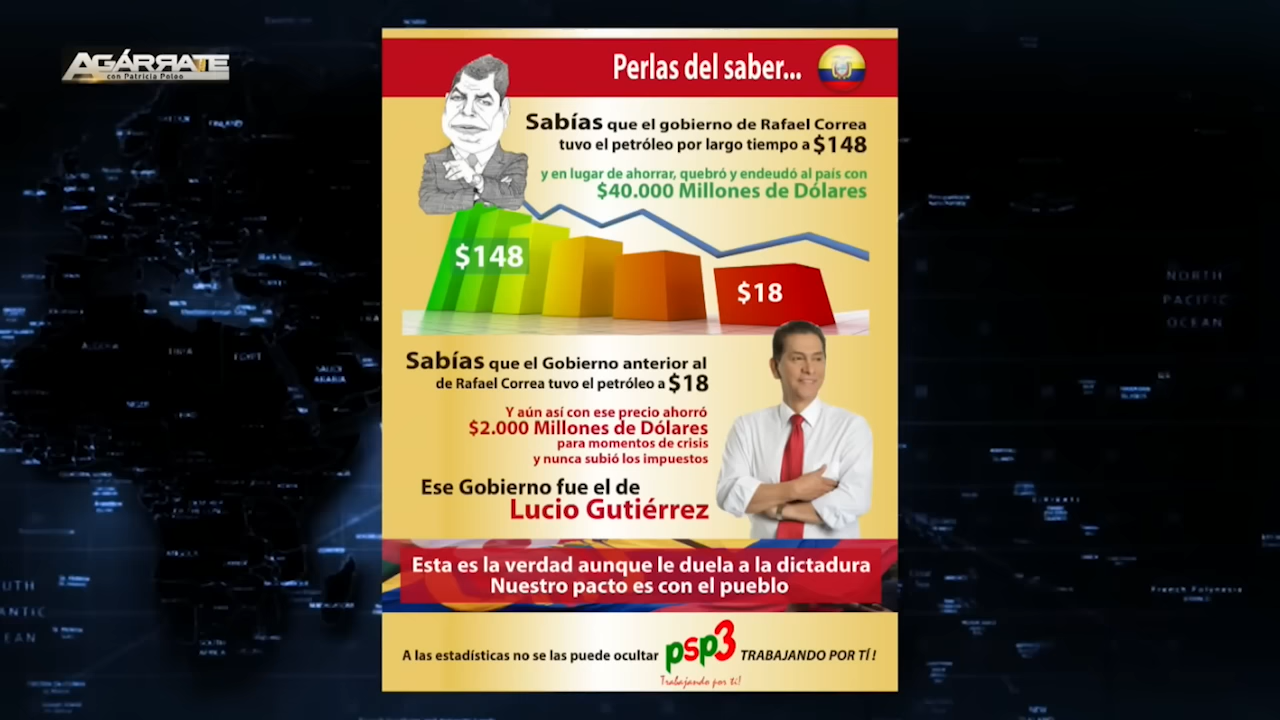 AGÁRRATE
con Patricia Poleo
Perlas del saber...
Sabías que el gobierno de Rafael Correa
tuvo el petróleo por largo tiempo a $148
y en lugar de ahorrar, quebró y endeudó al país con
$40.000 Millones de Dólares
$148
$18
Sabías que el Gobierno anterior al
de Rafael Correa tuvo el petróleo a $18
Y aún así con ese precio ahorró
$2.000 Millones de Dólares
para momentos de crisis
y nunca subió los impuestos
Ese Gobierno fue el de
Lucio Gutiérrez
Esta es la verdad aunque le duela a la dictadura
Nuestro pacto es con el pueblo
A las estadísticas no se las puede ocultar psp3 TRABAJANDO POR TÍ !
Trabajando por ti!
NORTH
PACIFIC
OCEAN